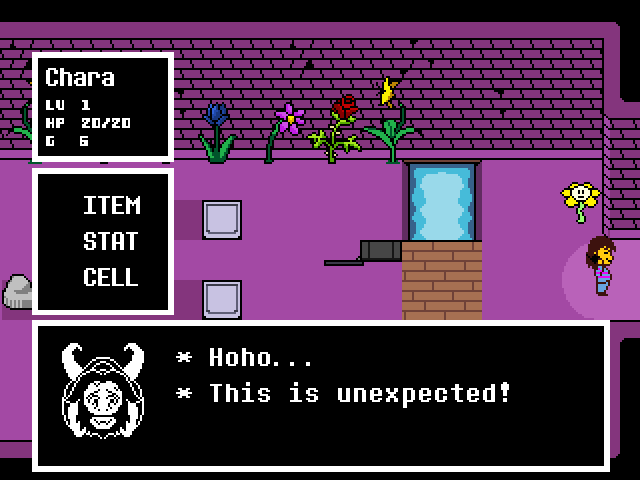 Chara
LV 1
HP 20/20
G 6
ITEM
STAT
CELL
* Hoho...
* This is unexpected!